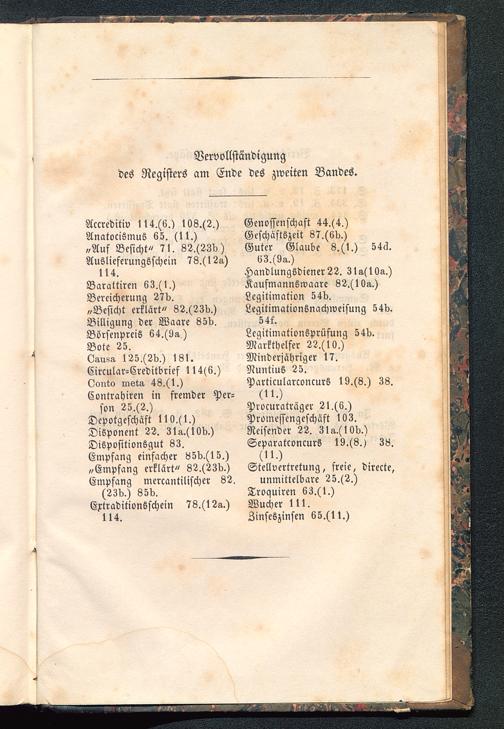 Vervollständigung
des Registers am Ende des zweiten Bandes.
Accreditiv 114.(6.) 108.(2.)
Anatocismus 65. (11.)
„Auf Besicht“ 71. 82.(23b.)
Auslieferungsschein 78.(12a)
114.
Barattiren 63.(1.)
Bereicherung 27b.
„Besicht erklärt“ 82.(23b.)
Billigung der Waare 85b.
Börsenpreis 64.(9a.)
Bote 25.
Causa 125.(2b.) 181.
Circular-Creditbrief 114(6.)
Conto meta 48.(1.)
Contrahiren in fremder Per-
son 25.(2.)
Depotgeschäft 110.(1.)
Disponent 22. 31a.(10b.)
Dispositionsgut 83.
Empfang einfacher 85b.(15.)
„Empfang erklärt“ 82.(23b.)
Empfang mercantilischer 82.
(23b.) 85b.
Extraditionsschein 78.(12a.)
114.
Genossenschaft 44.(4.)
Geschäftszeit 87.(6b.)
Guter Glaube 8.(1.) 54d.
63.(9a.)
Handlungsdiener 22. 31a(10a.)
Kaufmannswaare 82.(10a.)
Legitimation 54b.
Legitimationsnachweisung 54b.
54f.
Legitimationsprüfung 54b.
Markthelfer 22.(10.)
Minderjähriger 17.
Nuntius 25.
Particularconcurs 19.(8.) 38.
(11.)
Procuraträger 21.(6.)
Promessengeschäft 103.
Reisender 22. 31a.(10b.)
Separatconcurs 19.(8.) 38.
(11.)
Stellvertretung, freie, directe,
unmittelbare 25.(2.)
Troquiren 63.(1.)
Wucher 111.
Zinseszinsen 65.(11.)